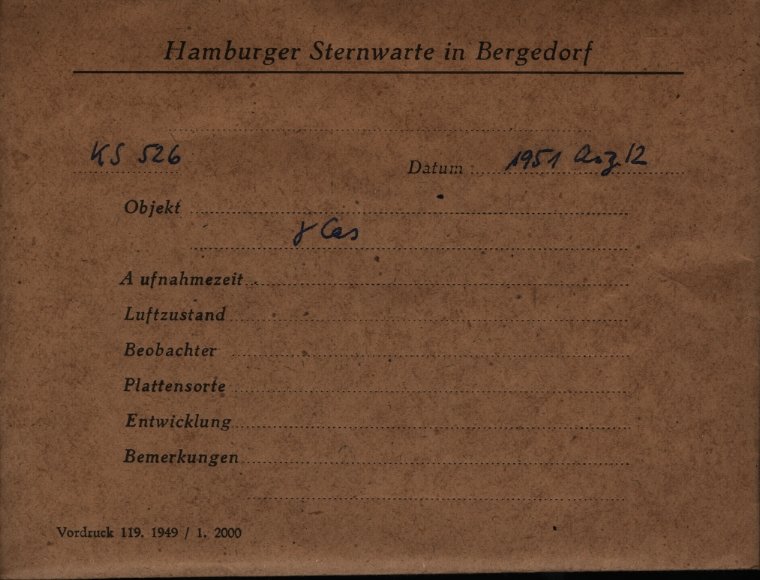 Hamburger Sternwarte in Bergedorf
KS 526
Datum : 1951 Aug 12
Objekt
γ Cas
Aufnahmezeit
Luftzustand
Beobachter
Plattensorte
Entwicklung
Bemerkungen
Vordruck 119. 1949 / 1. 2000